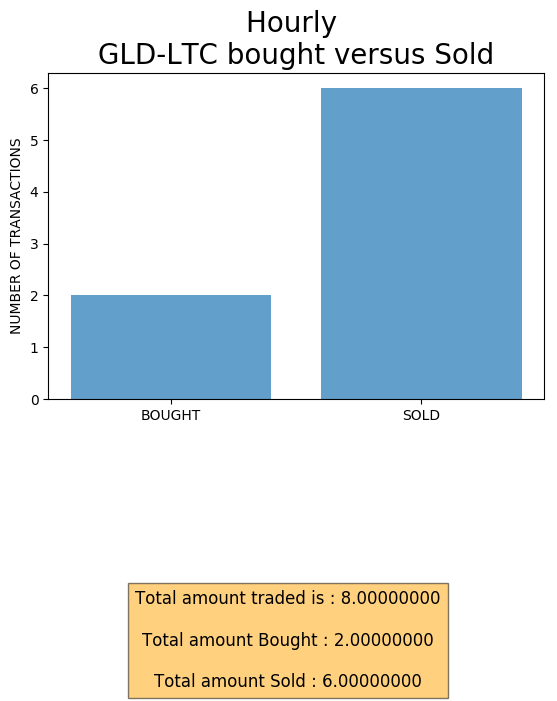 Hourly
GLD-LTC bought versus Sold
NUMBER OF TRANSACTIONS
6
5
4
3
2
1
0
BOUGHT SOLD
Total amount traded is : 8.00000000
Total amount Bought : 2.00000000
Total amount Sold : 6.00000000